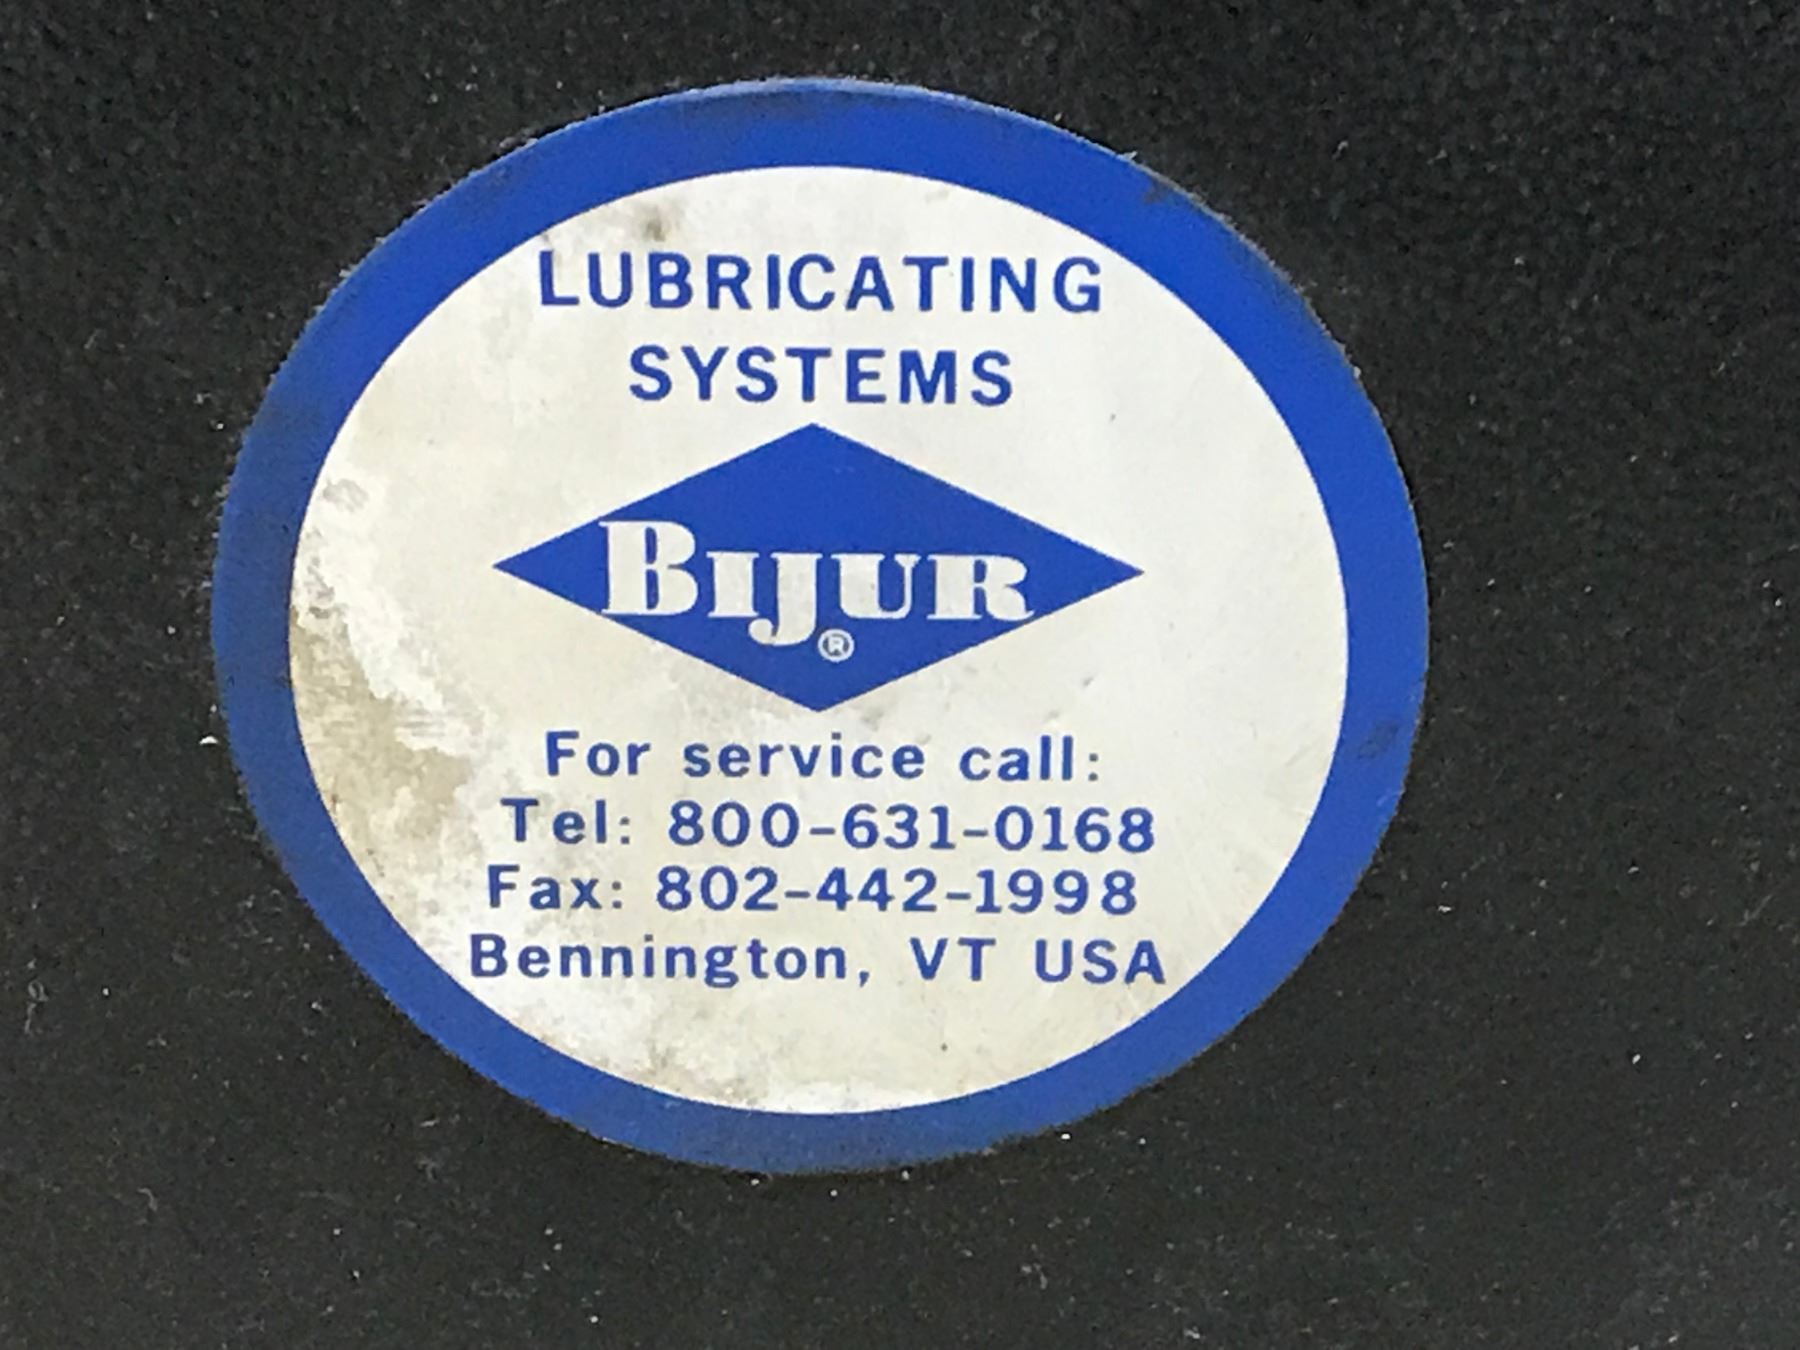 LUBRICATING
SYSTEMS
BIJUR
®
For service call:
Tel: 800-631-0168
Fax: 802-442-1998
Bennington, VT USA